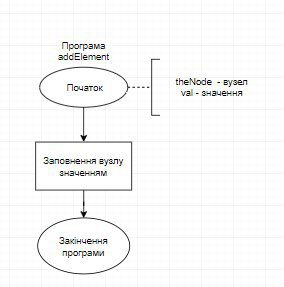 Програма
addElement
Початок
theNode - вузел
val - значення
Заповнення вузлу
значенням
Закінчення
програми